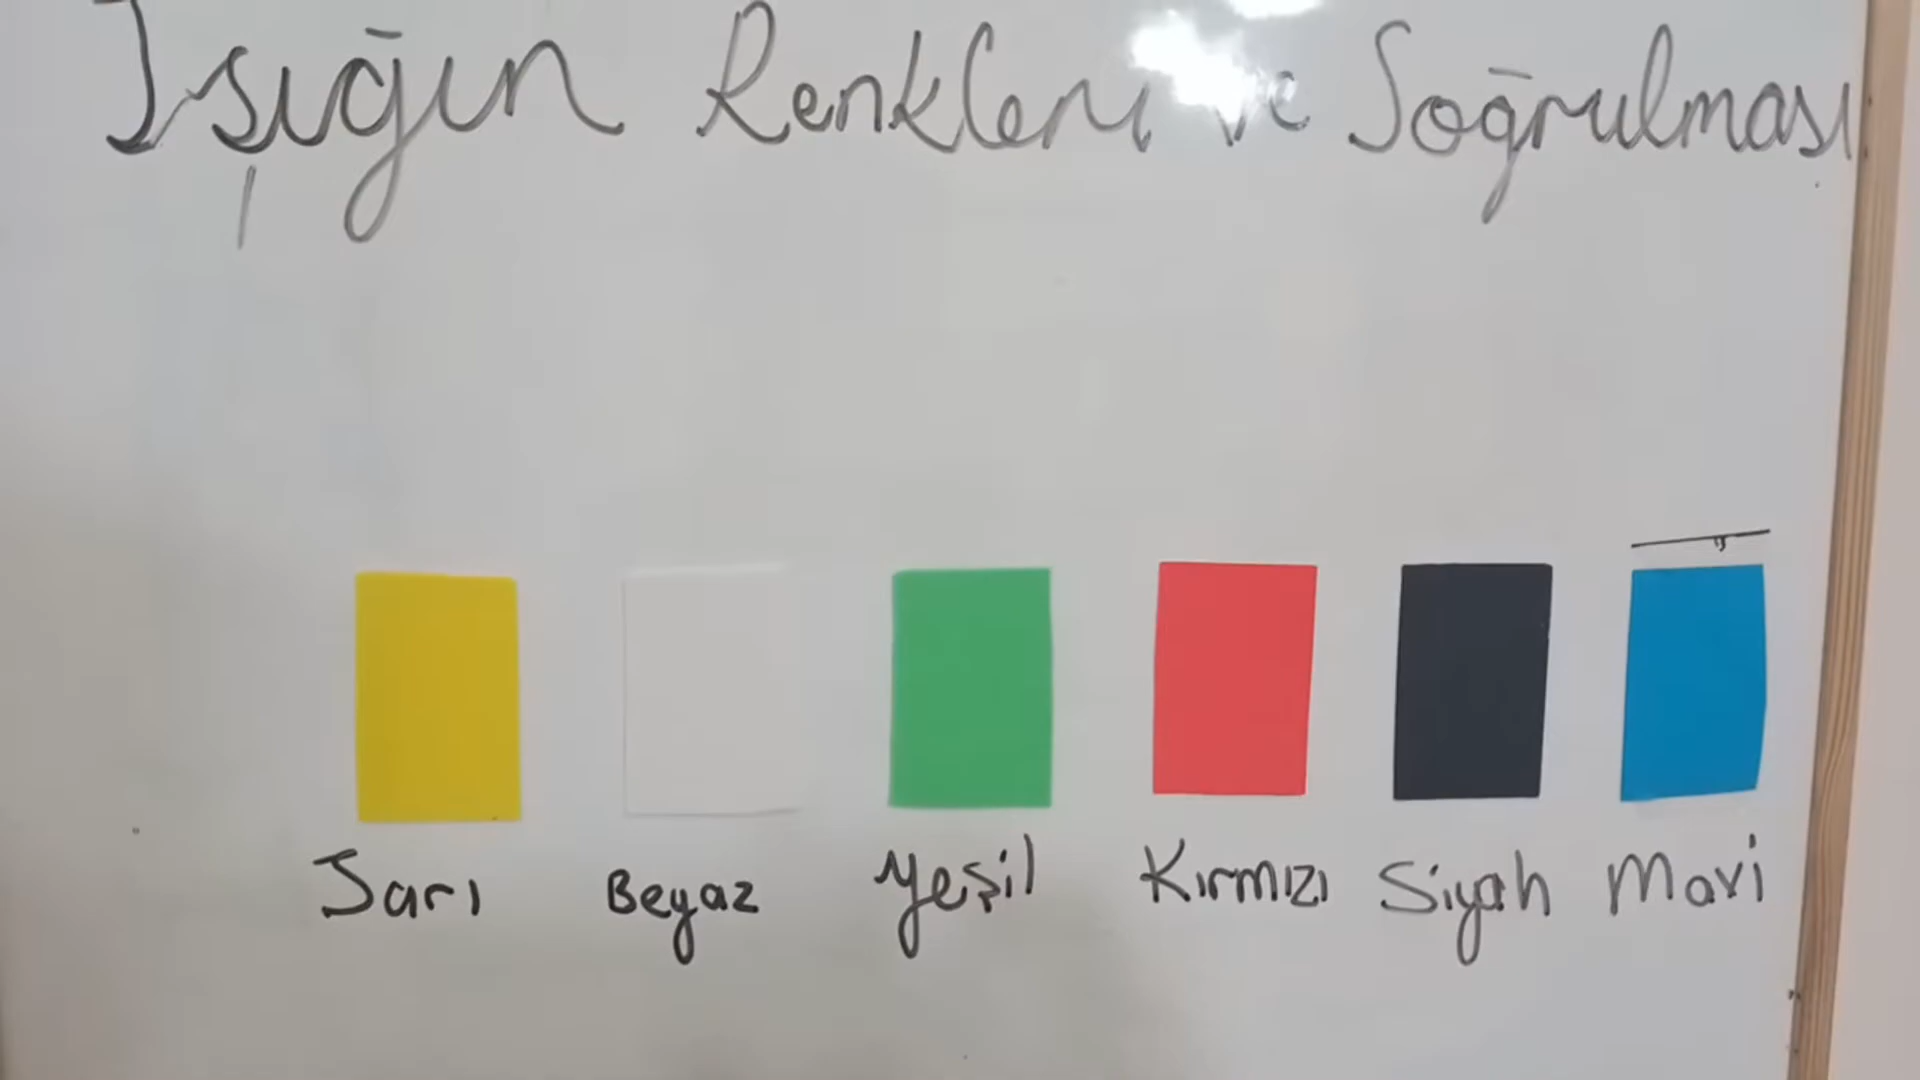 Işığın Renkleri ve Soğrulması
Sarı Beyaz Yeşil Kırmızı Siyah Mavi